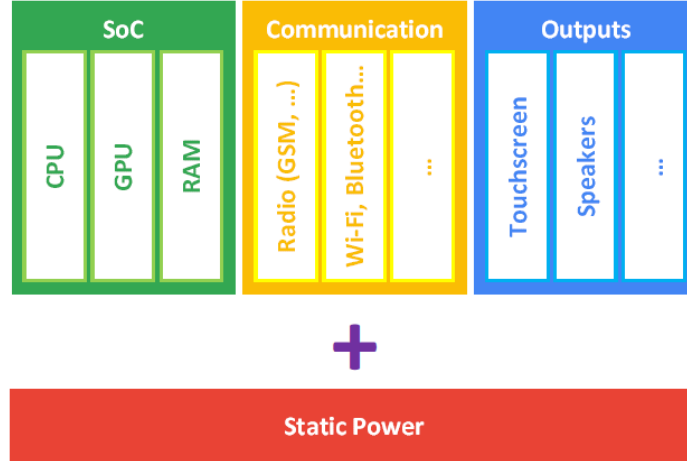 SoC
CPU
GPU
RAM
Communication
Radio (GSM, ...)
Wi-Fi, Bluetooth...
...
Outputs
Touchscreen
Speakers
...
+
Static Power